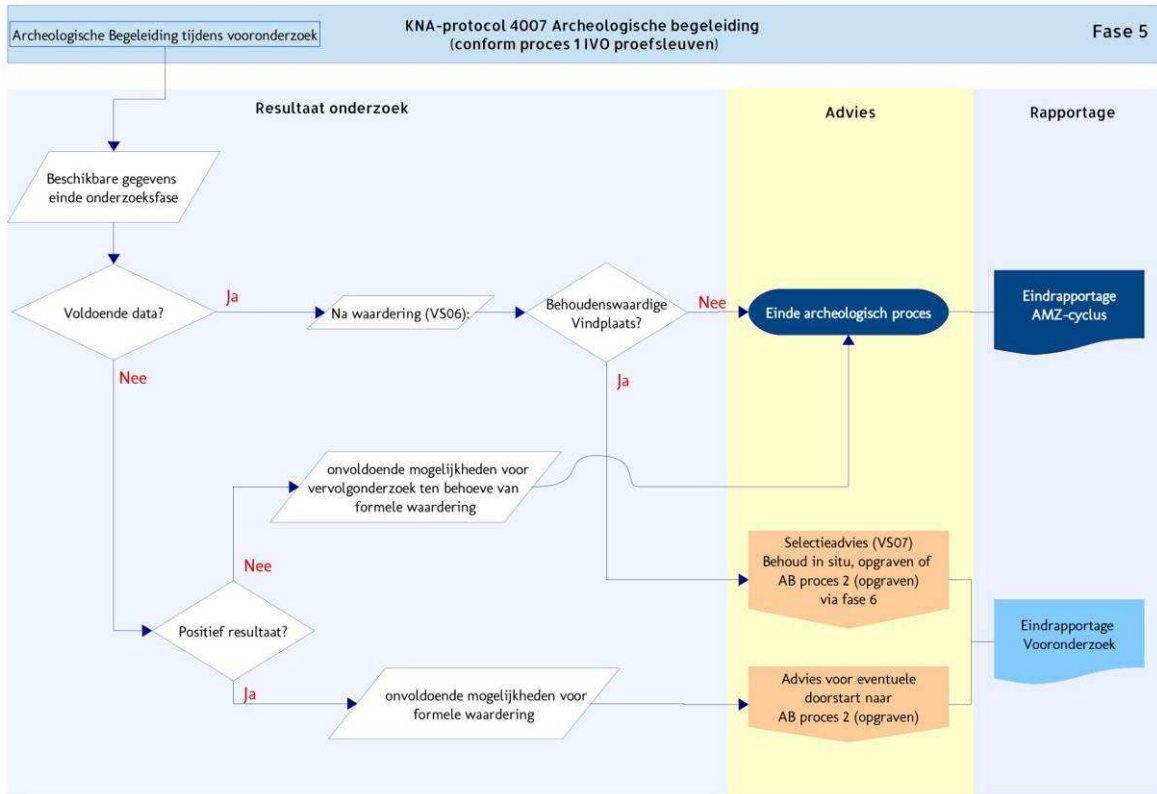 Archeologische Begeleiding tijdens vooronderzoek
KNA-protocol 4007 Archeologische begeleiding
(conform proces 1 IVO proefsleuven)
Fase 5
Resultaat onderzoek
Advies
Rapportage
Beschikbare gegevens
einde onderzoeksfase
Voldoende data?
Ja
Na waardering (VS06):
Behoudenswaardige
Vindplaats?
Nee
Einde archeologisch proces
Eindrapportage
AMZ-cyclus
Nee
Ja
onvoldoende mogelijkheden voor
vervolgonderzoek ten behoeve van
formele waardering
Nee
Selectieadvies (VS07)
Behoud in situ, opgraven of
AB proces 2 (opgraven)
via fase 6
Positief resultaat?
Eindrapportage
Vooronderzoek
Ja
onvoldoende mogelijkheden voor
formele waardering
Advies voor eventuele
doorstart naar
AB proces 2 (opgraven)